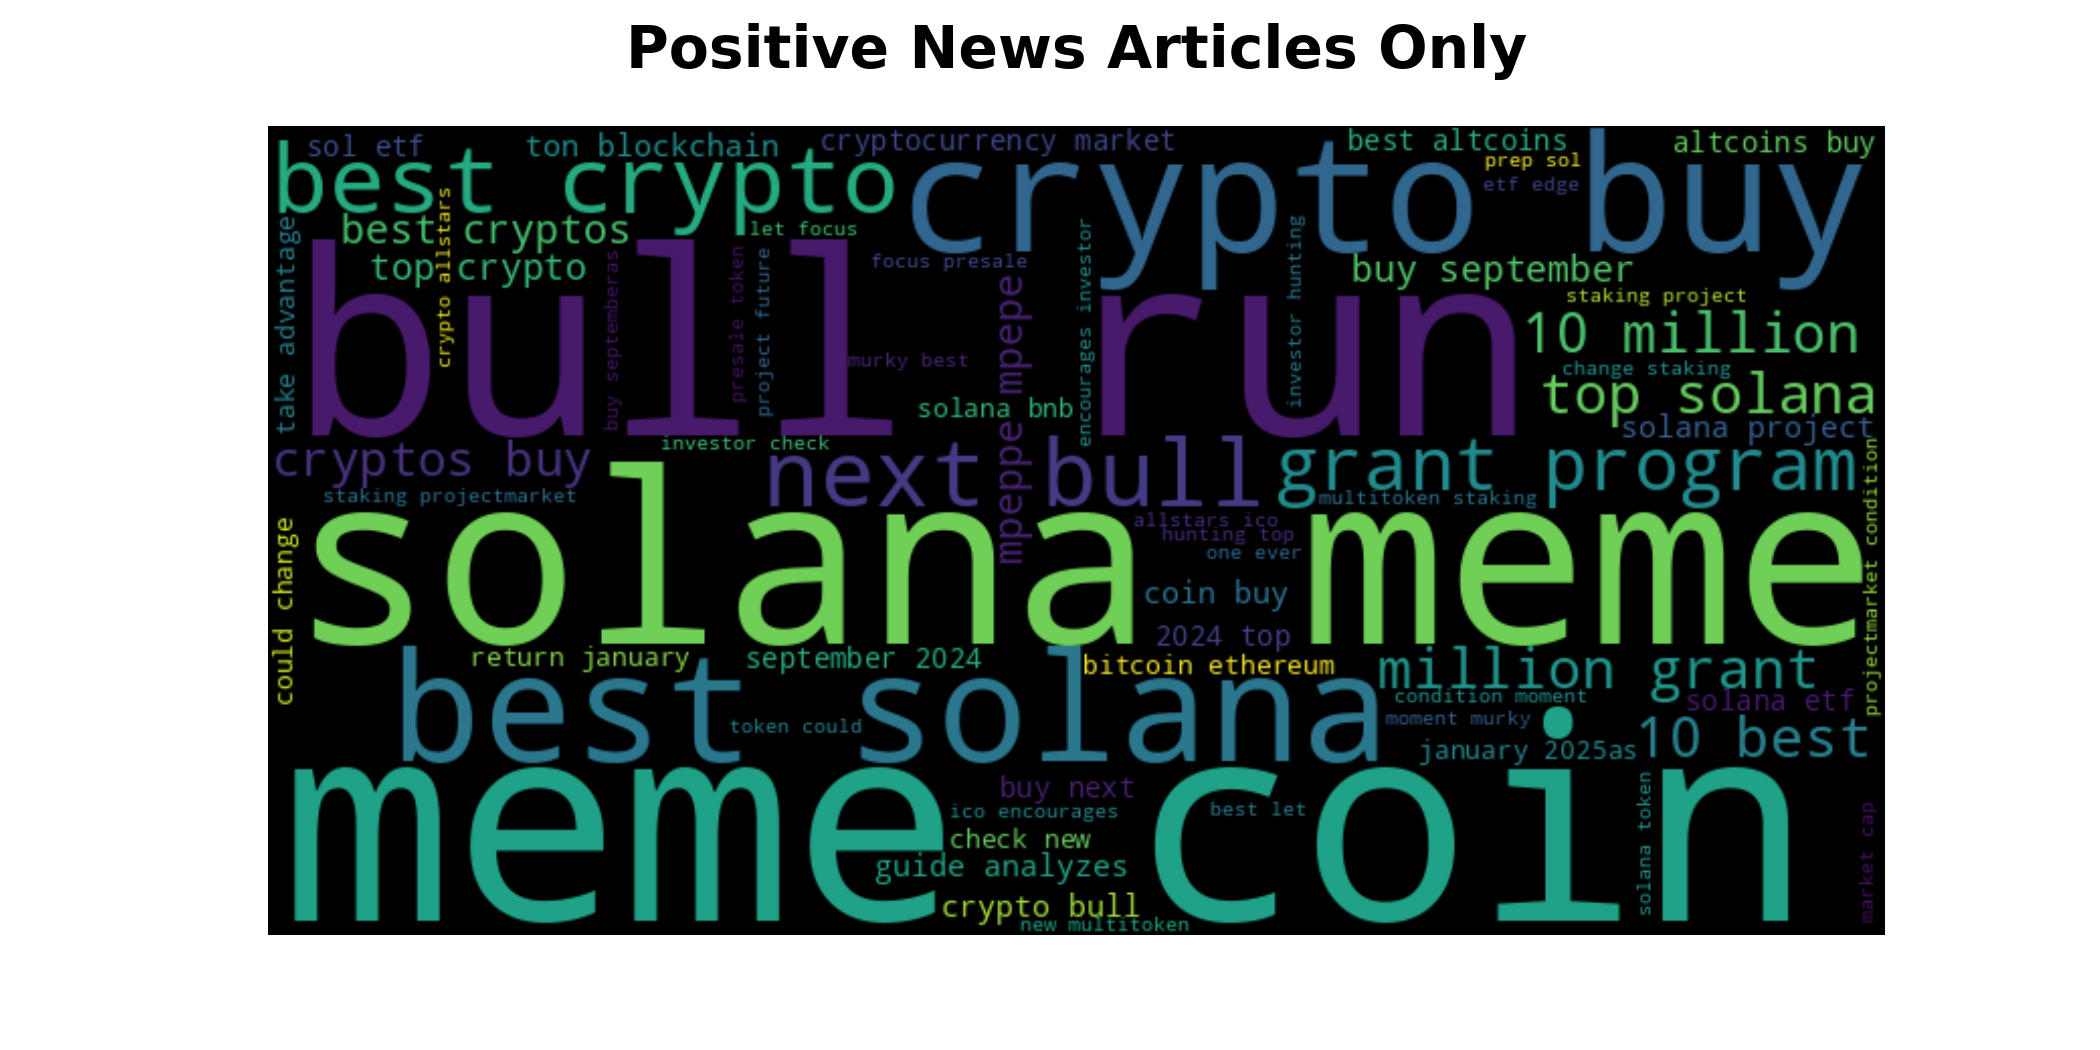 Positive News Articles Only
sol etf
ton blockchain
cryptocurrency market
best altcoins
altcoins buy
best crypto
crypto buy
prep sol
etf edge
take advantage
crypto allstars
best cryptos
let focus
top crypto
focus presale
buy september
bull run
buy septemberas
presale token
project future
mpeppe mpepe
encourages investor
investor hunting
staking project
10 million
murky best
change staking
top solana
solana bnb
solana project
investor check
cryptos buy
next bull
grant program
staking projectmarket
multitoken staking
projectmarket condition
solana meme
allstars ico
hunting top
one ever
could change
coin buy
2024 top
return january
september 2024
bitcoin ethereum
million grant
best solana
condition moment
solana etf
token could
moment murky
january 2025as
10 best
meme coin
buy next
ico encourages
best let
solana token
market cap
check new
guide analyzes
crypto bull
new multitoken